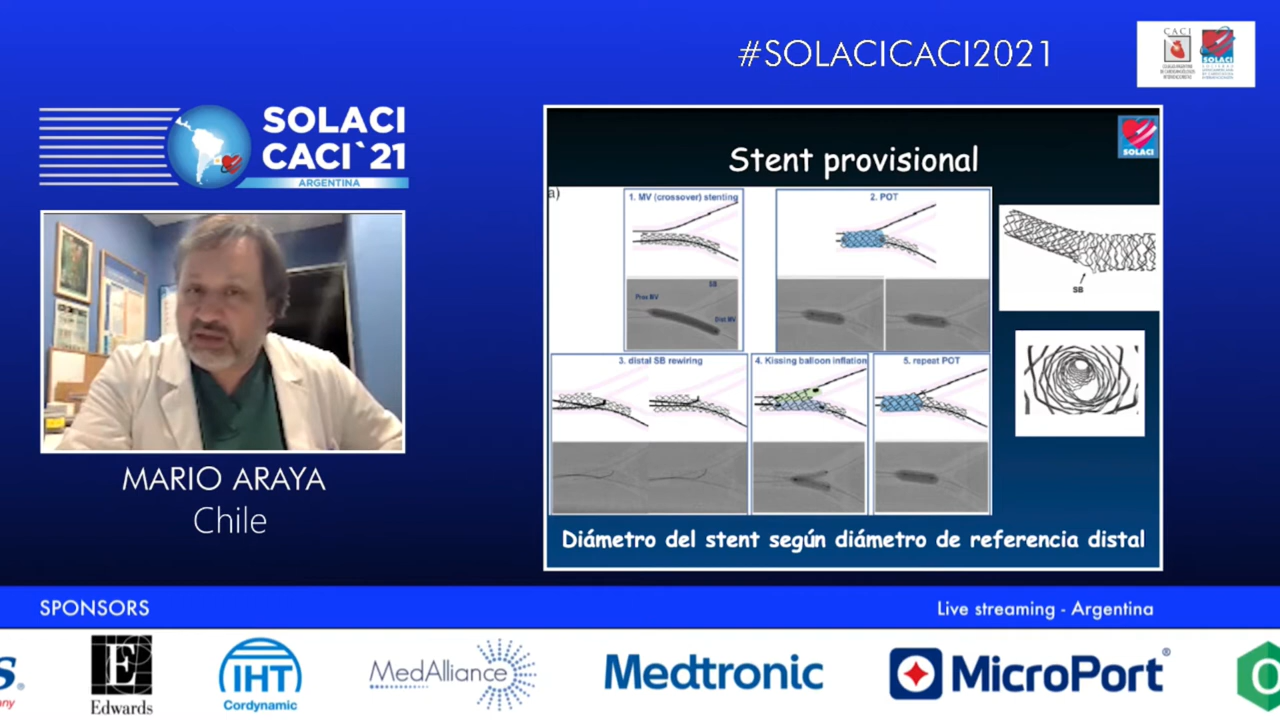 #SOLACICACI2021
CACI
SOLACI
SOLACI
CACI`21
ARGENTINA
SOLACI
Stent provisional
a)
1. MV (crossover) stenting
2. POT
SB
Prox MV
Dist MV
SB
3. distal SB rewiring
4. Kissing balloon inflation
5. repeat POT
Diámetro del stent según diámetro de referencia distal
MARIO ARAYA
Chile
SPONSORS
Live streaming - Argentina
E
Edwards
IHT
Cordynamic
MedAlliance
Medtronic
MicroPort®